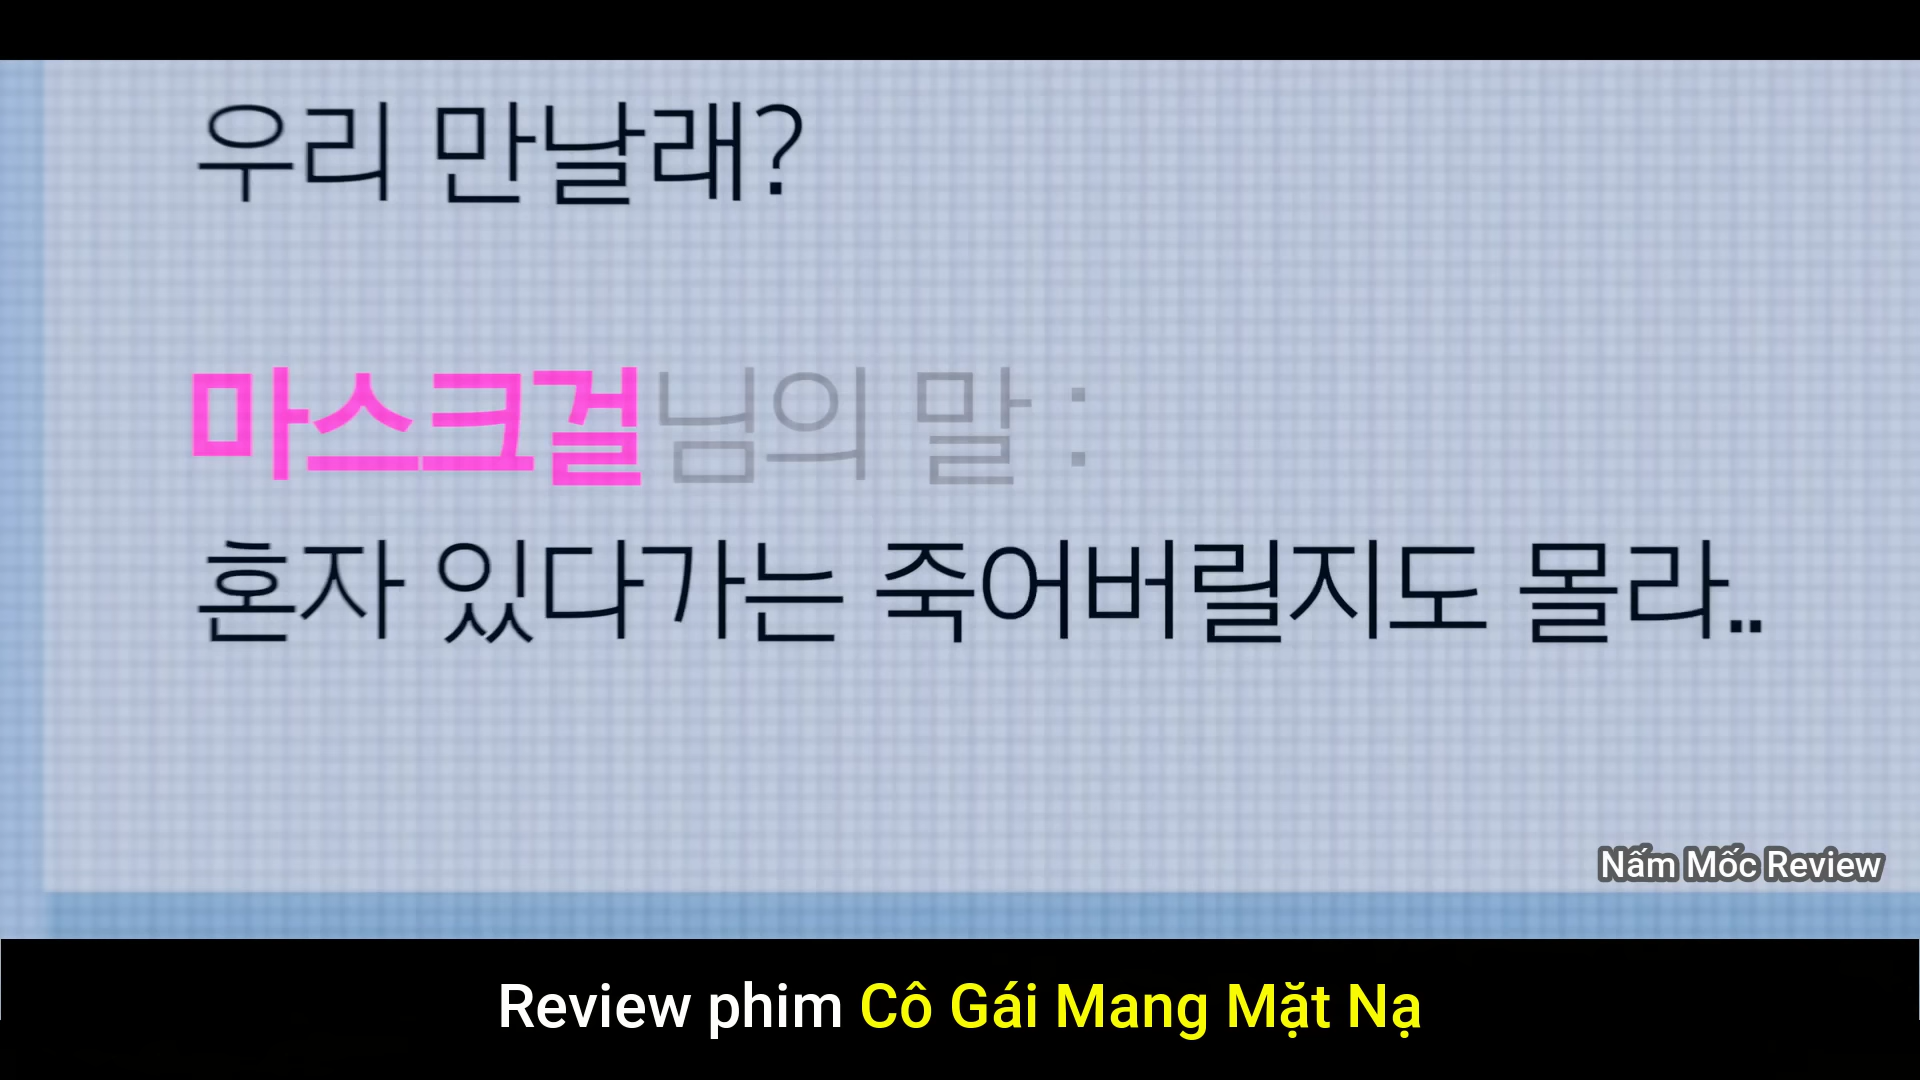 우리 만날래?
마스크걸님의 말 :
혼자 있다가는 죽어버릴지도 몰라..
Nấm Mốc Review
Review phim Cô Gái Mang Mặt Nạ